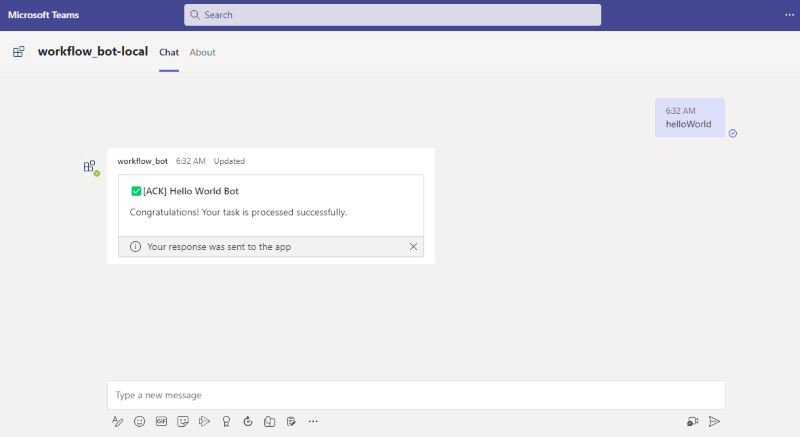 Microsoft Teams
Search
workflow_bot-local Chat About
6:32 AM
helloWorld
workflow_bot 6:32 AM Updated
[ACK] Hello World Bot
Congratulations! Your task is processed successfully.
Your response was sent to the app
Type a new message
GIF